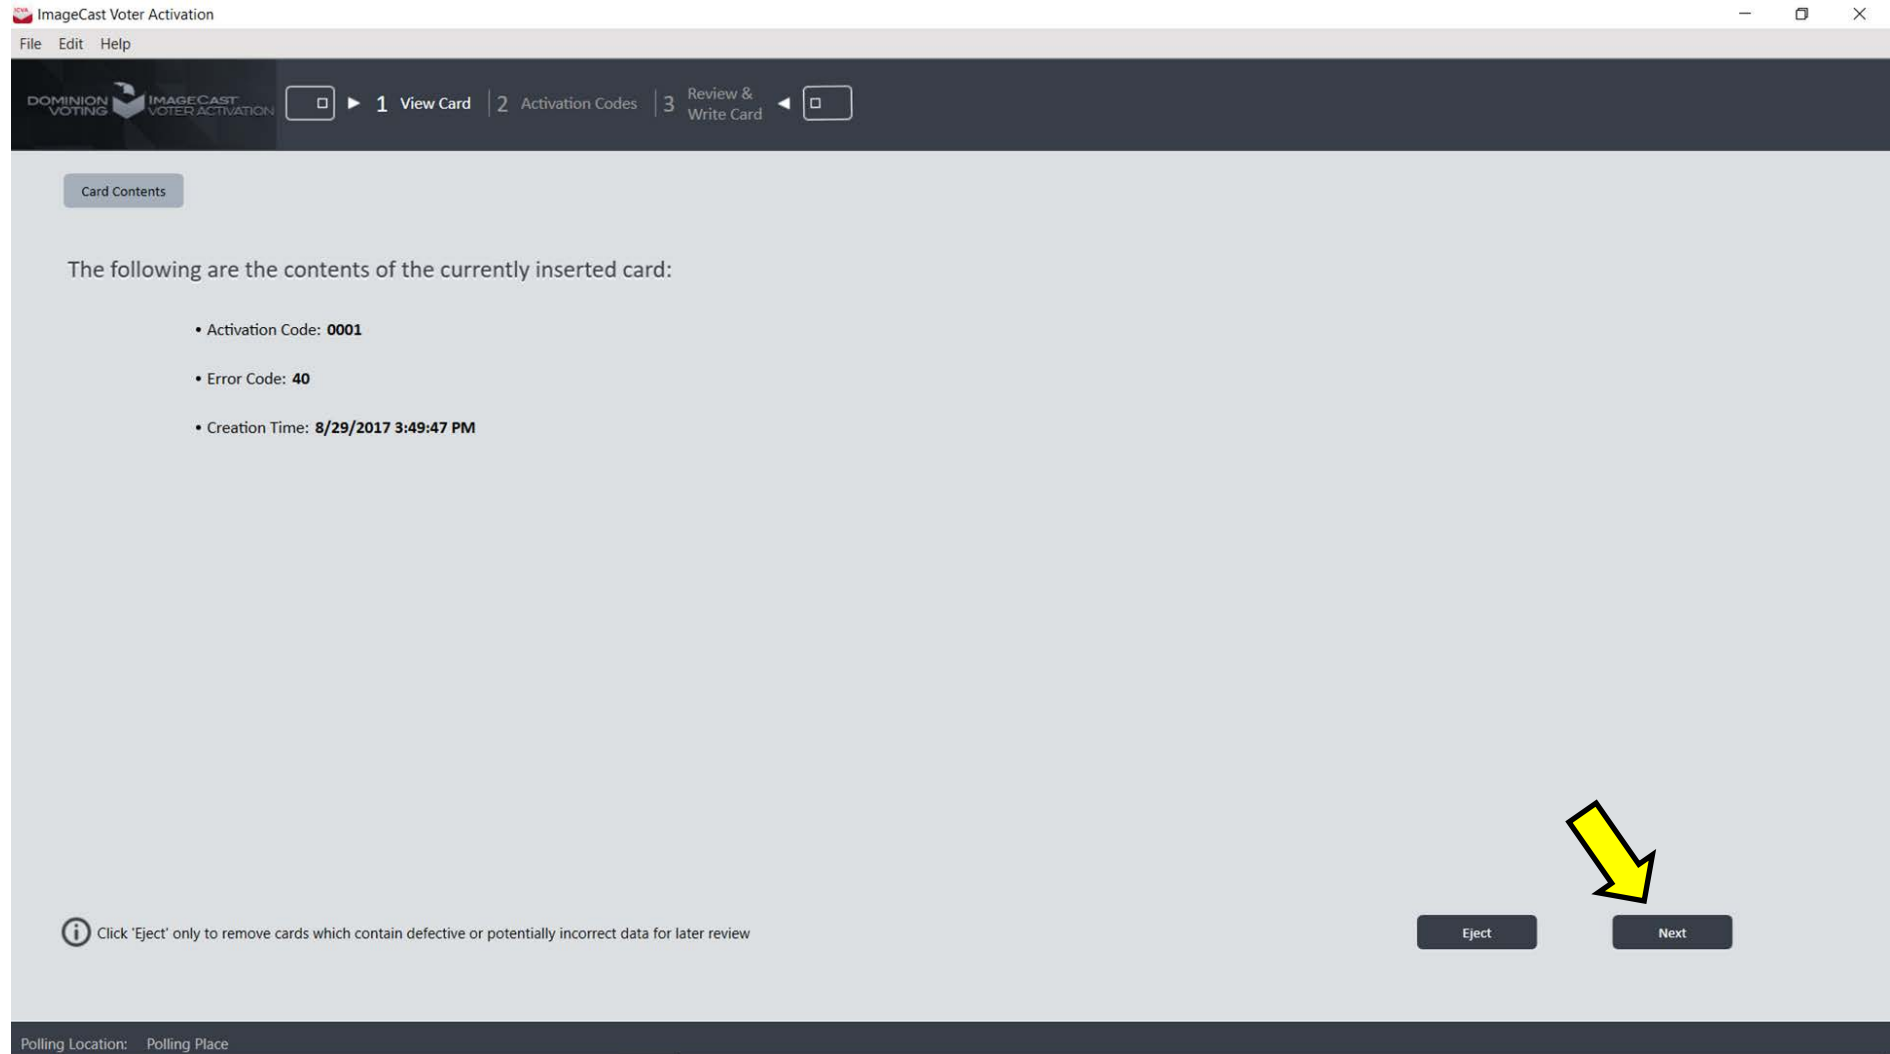 ImageCast Voter Activation
File Edit Help
DOMINION VOTING IMAGECAST VOTER ACTIVATION
1 View Card 2 Activation Codes 3 Review & Write Card
Card Contents
The following are the contents of the currently inserted card:
• Activation Code: 0001
• Error Code: 40
• Creation Time: 8/29/2017 3:49:47 PM
Click 'Eject' only to remove cards which contain defective or potentially incorrect data for later review
Eject
Next
Polling Location: Polling Place